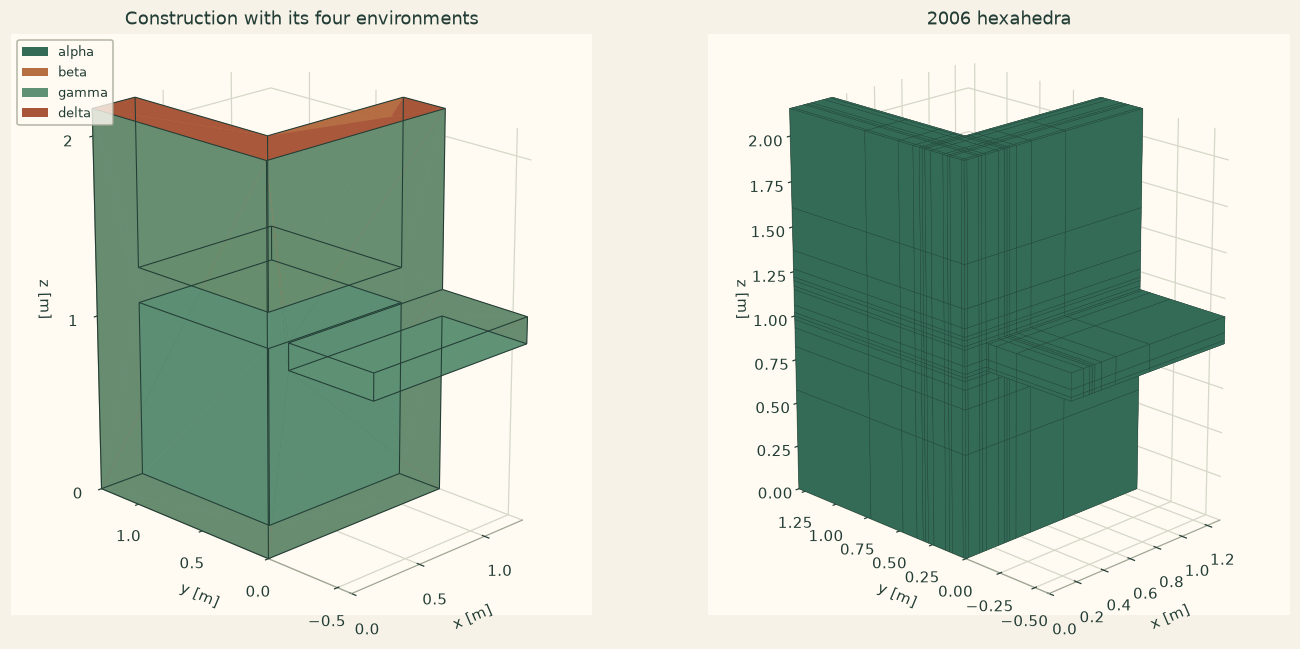 Construction with its four environments
alpha
beta
gamma
delta
2
1
0
z [m]
1.0
0.5
0.0
−0.5
y [m]
0.0
0.5
1.0
x [m]
2006 hexahedra
2.00
1.75
1.50
1.25
1.00
0.75
0.50
0.25
0.00
z [m]
1.25
1.00
0.75
0.50
0.25
0.00
−0.25
−0.50
y [m]
0.0
0.2
0.4
0.6
0.8
1.0
1.2
x [m]